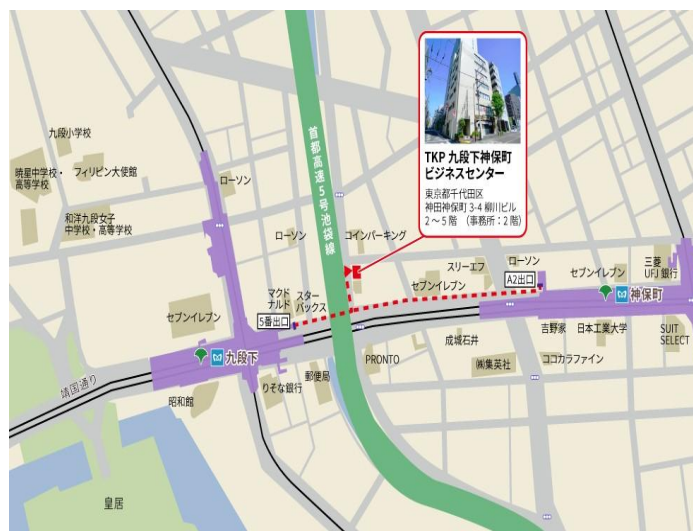 九段小学校
暁星中学校・
高等学校
フィリピン大使館
和洋九段女子
中学校・高等学校
ローソン
首都高速5号池袋線
TKP 九段下神保町
ビジネスセンター
東京都千代田区
神田神保町 3-4 柳川ビル
2～5階 (事務所:2階)
ローソン
コインパーキング
スリーエフ
ローソン
A2出口
セブンイレブン
三菱
UFJ 銀行
マクド
ナルド
スター
バックス
セブンイレブン
神保町
セブンイレブン
5番出口
九段下
PRONTO
成城石井
吉野家
日本工業大学
SUIT
SELECT
㈱集英社
ココカラファイン
郵便局
りそな銀行
昭和館
靖国通り
皇居